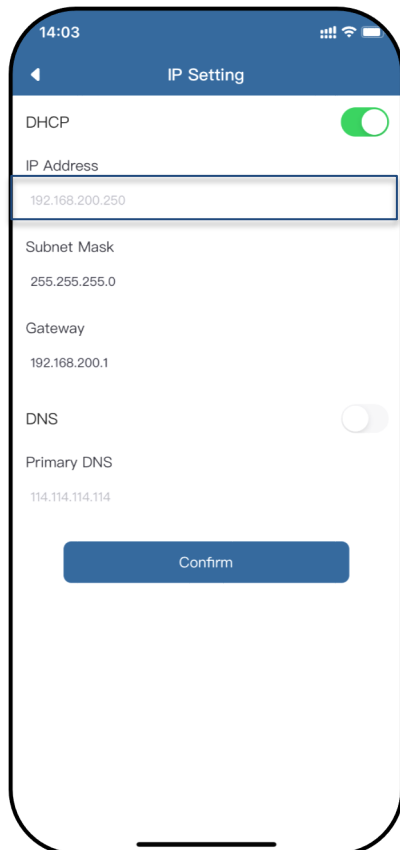 14:03
IP Setting
DHCP
IP Address
192.168.200.250
Subnet Mask
255.255.255.0
Gateway
192.168.200.1
DNS
Primary DNS
114.114.114.114
Confirm